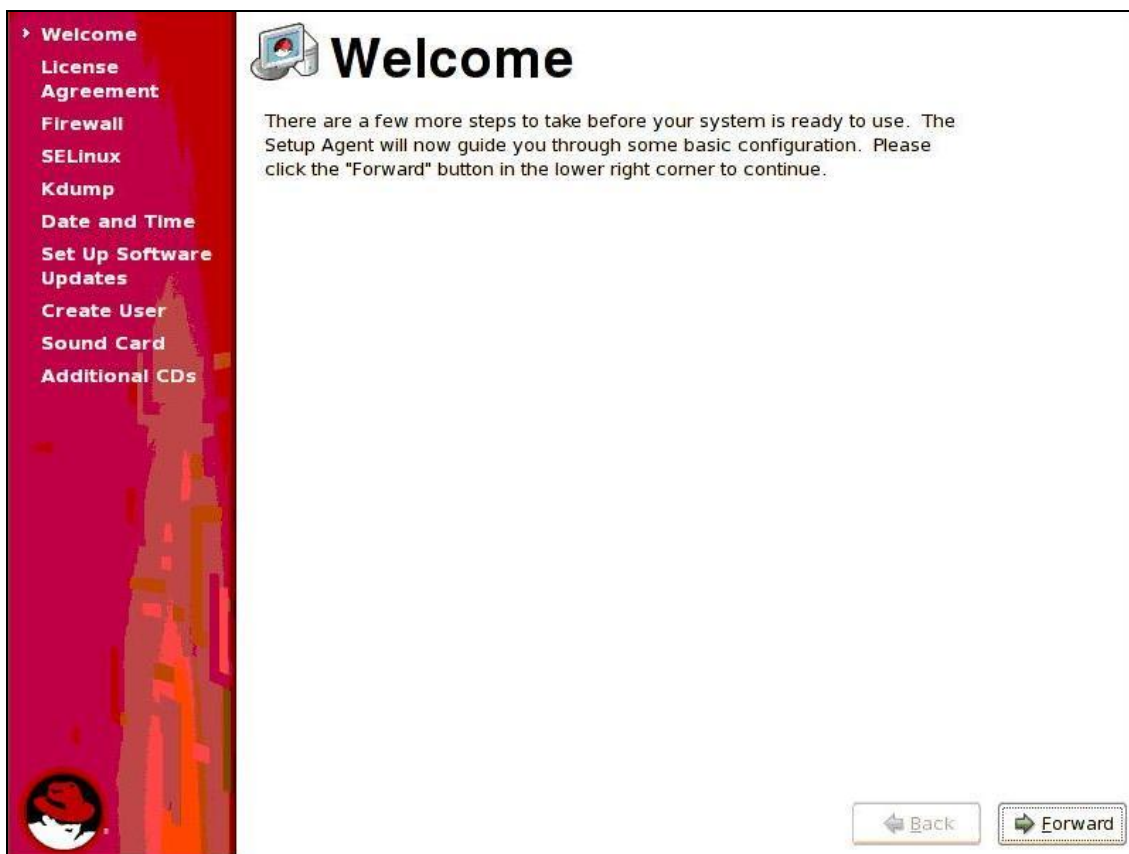 Welcome
License
Agreement
Firewall
SELinux
Kdump
Date and Time
Set Up Software
Updates
Create User
Sound Card
Additional CDs
Welcome
There are a few more steps to take before your system is ready to use.  The
Setup Agent will now guide you through some basic configuration.  Please
click the "Forward" button in the lower right corner to continue.
Back
Forward